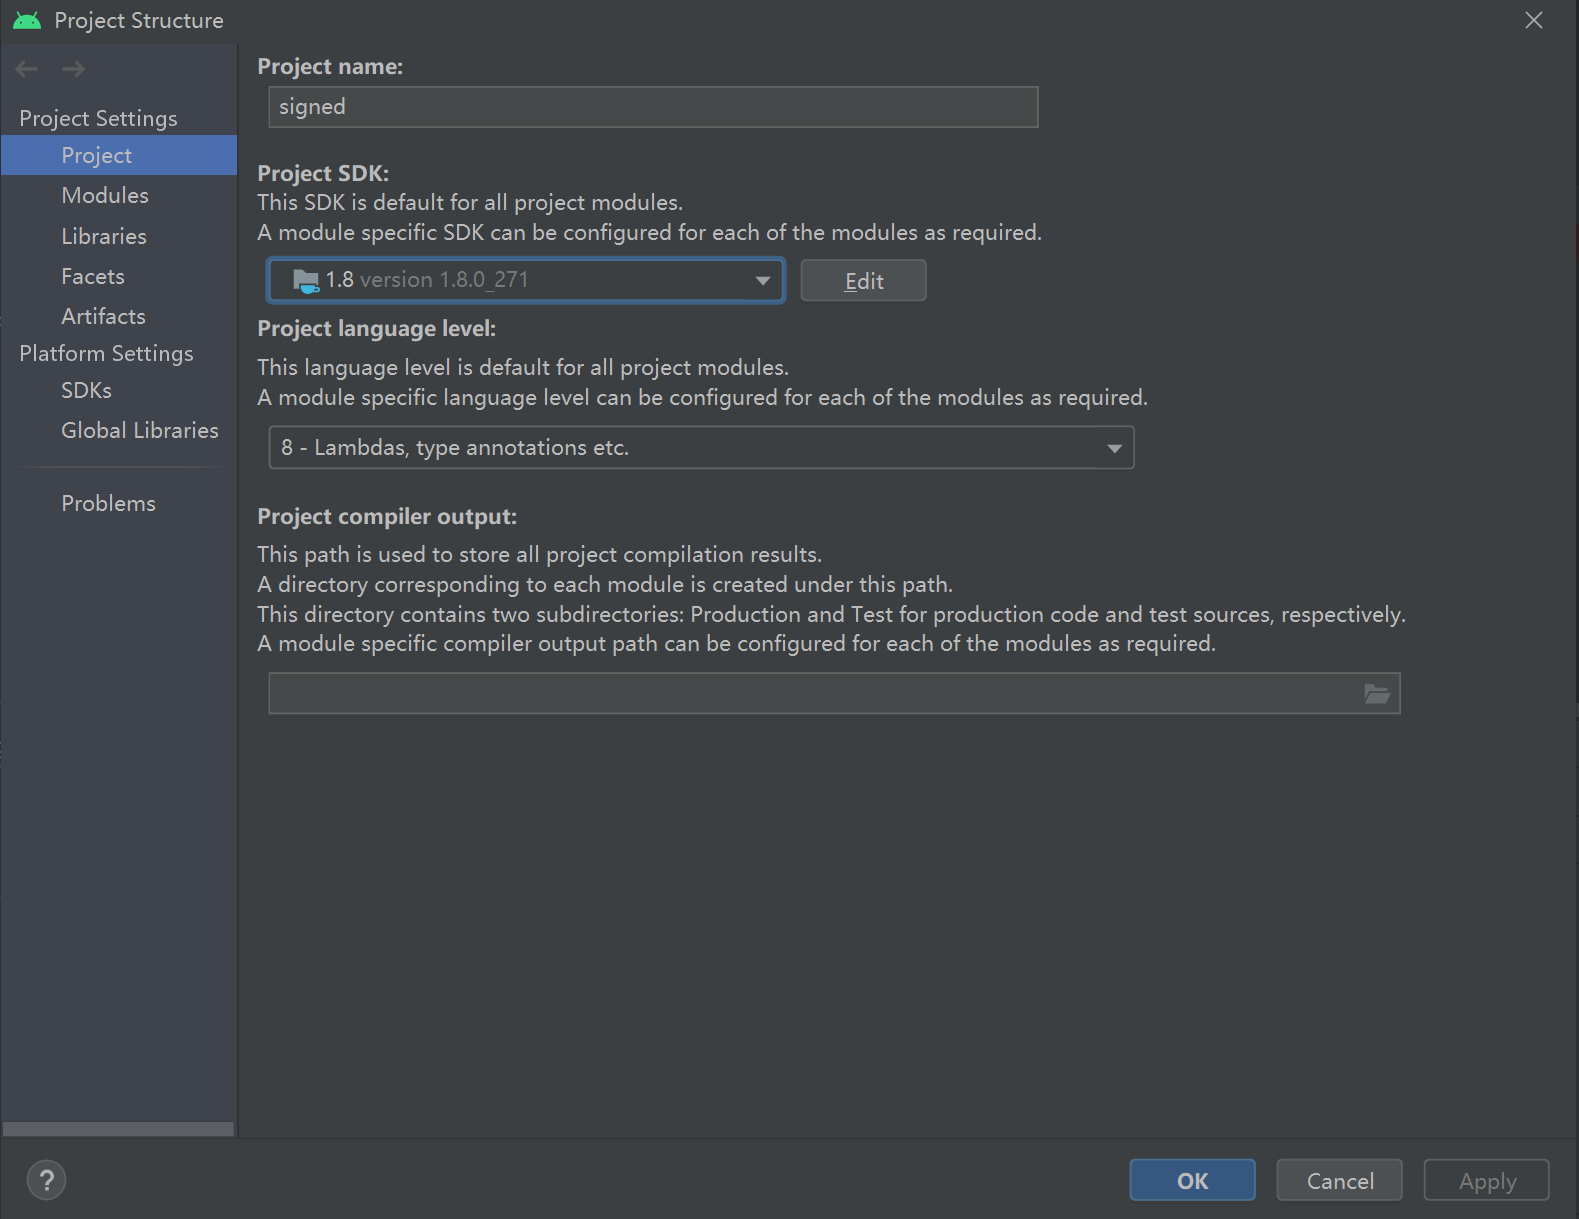 Project Structure
Project Settings
Project
Modules
Libraries
Facets
Artifacts
Platform Settings
SDKs
Global Libraries
Problems
Project name:
signed
Project SDK:
This SDK is default for all project modules.
A module specific SDK can be configured for each of the modules as required.
1.8 version 1.8.0_271
Edit
Project language level:
This language level is default for all project modules.
A module specific language level can be configured for each of the modules as required.
8 - Lambdas, type annotations etc.
Project compiler output:
This path is used to store all project compilation results.
A directory corresponding to each module is created under this path.
This directory contains two subdirectories: Production and Test for production code and test sources, respectively.
A module specific compiler output path can be configured for each of the modules as required.
?
OK
Cancel
Apply